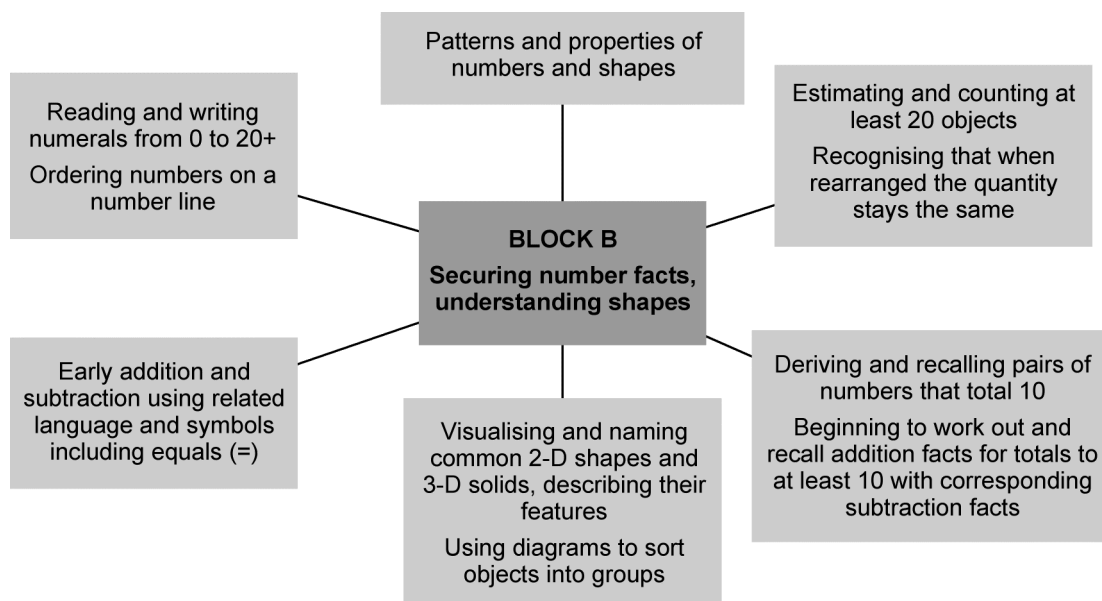 Patterns and properties of
numbers and shapes
Reading and writing
numerals from 0 to 20+
Ordering numbers on a
number line
Estimating and counting at
least 20 objects
Recognising that when
rearranged the quantity
stays the same
BLOCK B
Securing number facts,
understanding shapes
Early addition and
subtraction using related
language and symbols
including equals (=)
Visualising and naming
common 2-D shapes and
3-D solids, describing their
features
Using diagrams to sort
objects into groups
Deriving and recalling pairs of
numbers that total 10
Beginning to work out and
recall addition facts for totals to
at least 10 with corresponding
subtraction facts